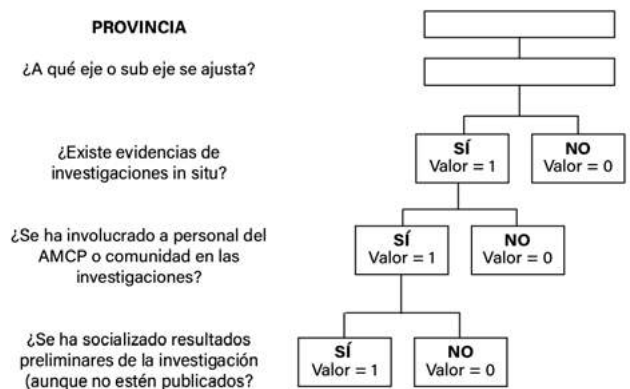 PROVINCIA
¿A qué eje o sub eje se ajusta?
¿Existe evidencias de
investigaciones in situ?
SÍ
Valor = 1
NO
Valor = 0
¿Se ha involucrado a personal del
AMCP o comunidad en las
investigaciones?
SÍ
Valor = 1
NO
Valor = 0
¿Se ha socializado resultados
preliminares de la investigación
(aunque no estén publicados?
SÍ
Valor = 1
NO
Valor = 0